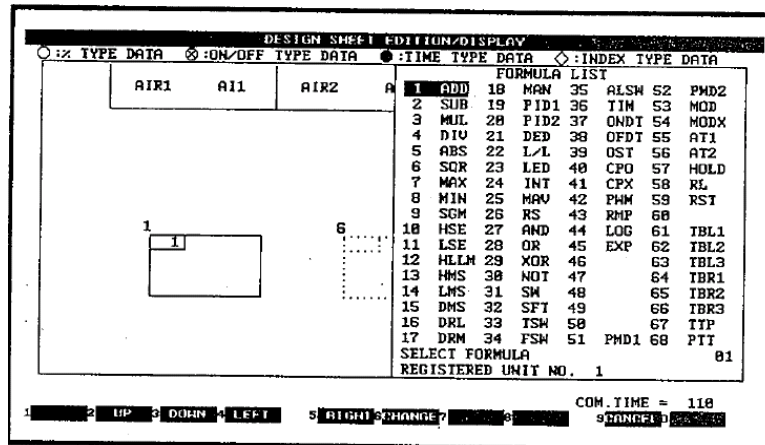 DESIGN SHEET EDITION/DISPLAY
:% TYPE DATA :ON/OFF TYPE DATA :TIME TYPE DATA :INDEX TYPE DATA
AIR1 AI1 AIR2 A
FORMULA LIST
1 ADD 18 MAN 35 ALSW 52 PMD2
2 SUB 19 PID1 36 TIM 53 MOD
3 MUL 20 PID2 37 ONDT 54 MODX
4 DIV 21 DED 38 OFDT 55 AT1
5 ABS 22 L/L 39 OST 56 AT2
6 SQR 23 LED 40 CPO 57 HOLD
7 MAX 24 INT 41 CPX 58 RL
8 MIN 25 MAV 42 PWM 59 RST
9 SGM 26 RS 43 RMP 60
10 HSE 27 AND 44 LOG 61 TBL1
11 LSE 28 OR 45 EXP 62 TBL2
12 HLLM 29 XOR 46 63 TBL3
13 HMS 30 NOT 47 64 TBR1
14 LMS 31 SW 48 65 TBR2
15 DMS 32 SFT 49 66 TBR3
16 DRL 33 TSW 50 67 TTP
17 DRM 34 FSW 51 PMD1 68 PTT
1 6
1
SELECT FORMULA 01
REGISTERED UNIT NO. 1
COM.TIME = 110
1 2 UP 3 DOWN 4 LEFT 5 RIGHT 6 CHANGE 7 8 9 CANCEL 0